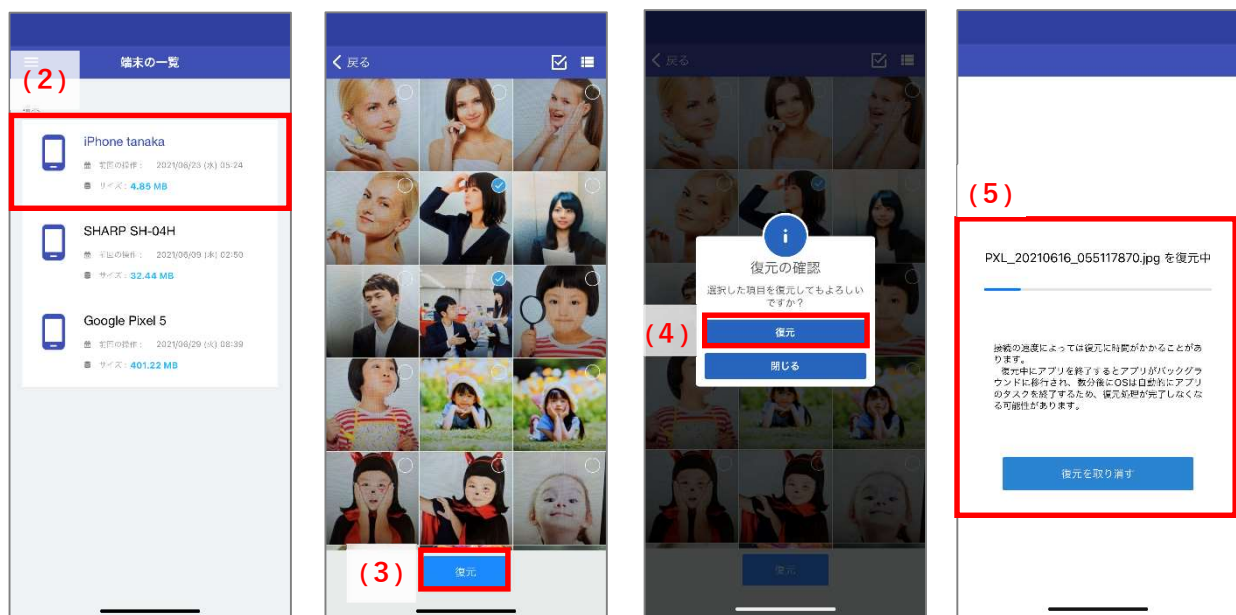 (2)
端末の一覧
iPhone tanaka
前回の操作： 2021/06/23 (水) 05:24
サイズ：4.85 MB
SHARP SH-04H
前回の操作： 2021/06/09 (水) 02:50
サイズ：32.44 MB
Google Pixel 5
前回の操作： 2021/06/29 (火) 08:39
サイズ：401.22 MB
戻る
(3)
復元
戻る
復元の確認
選択した項目を復元してもよろしい
ですか？
(4)
復元
閉じる
復元
(5)
PXL_20210616_055117870.jpg を復元中
接続の速度によっては復元に時間がかかることがあ
ります。
復元中にアプリを終了するとアプリがバックグラ
ウンドに移行され、数分後にOSは自動的にアプリ
のタスクを終了するため、復元処理が完了しなくな
る可能性があります。
復元を取り消す